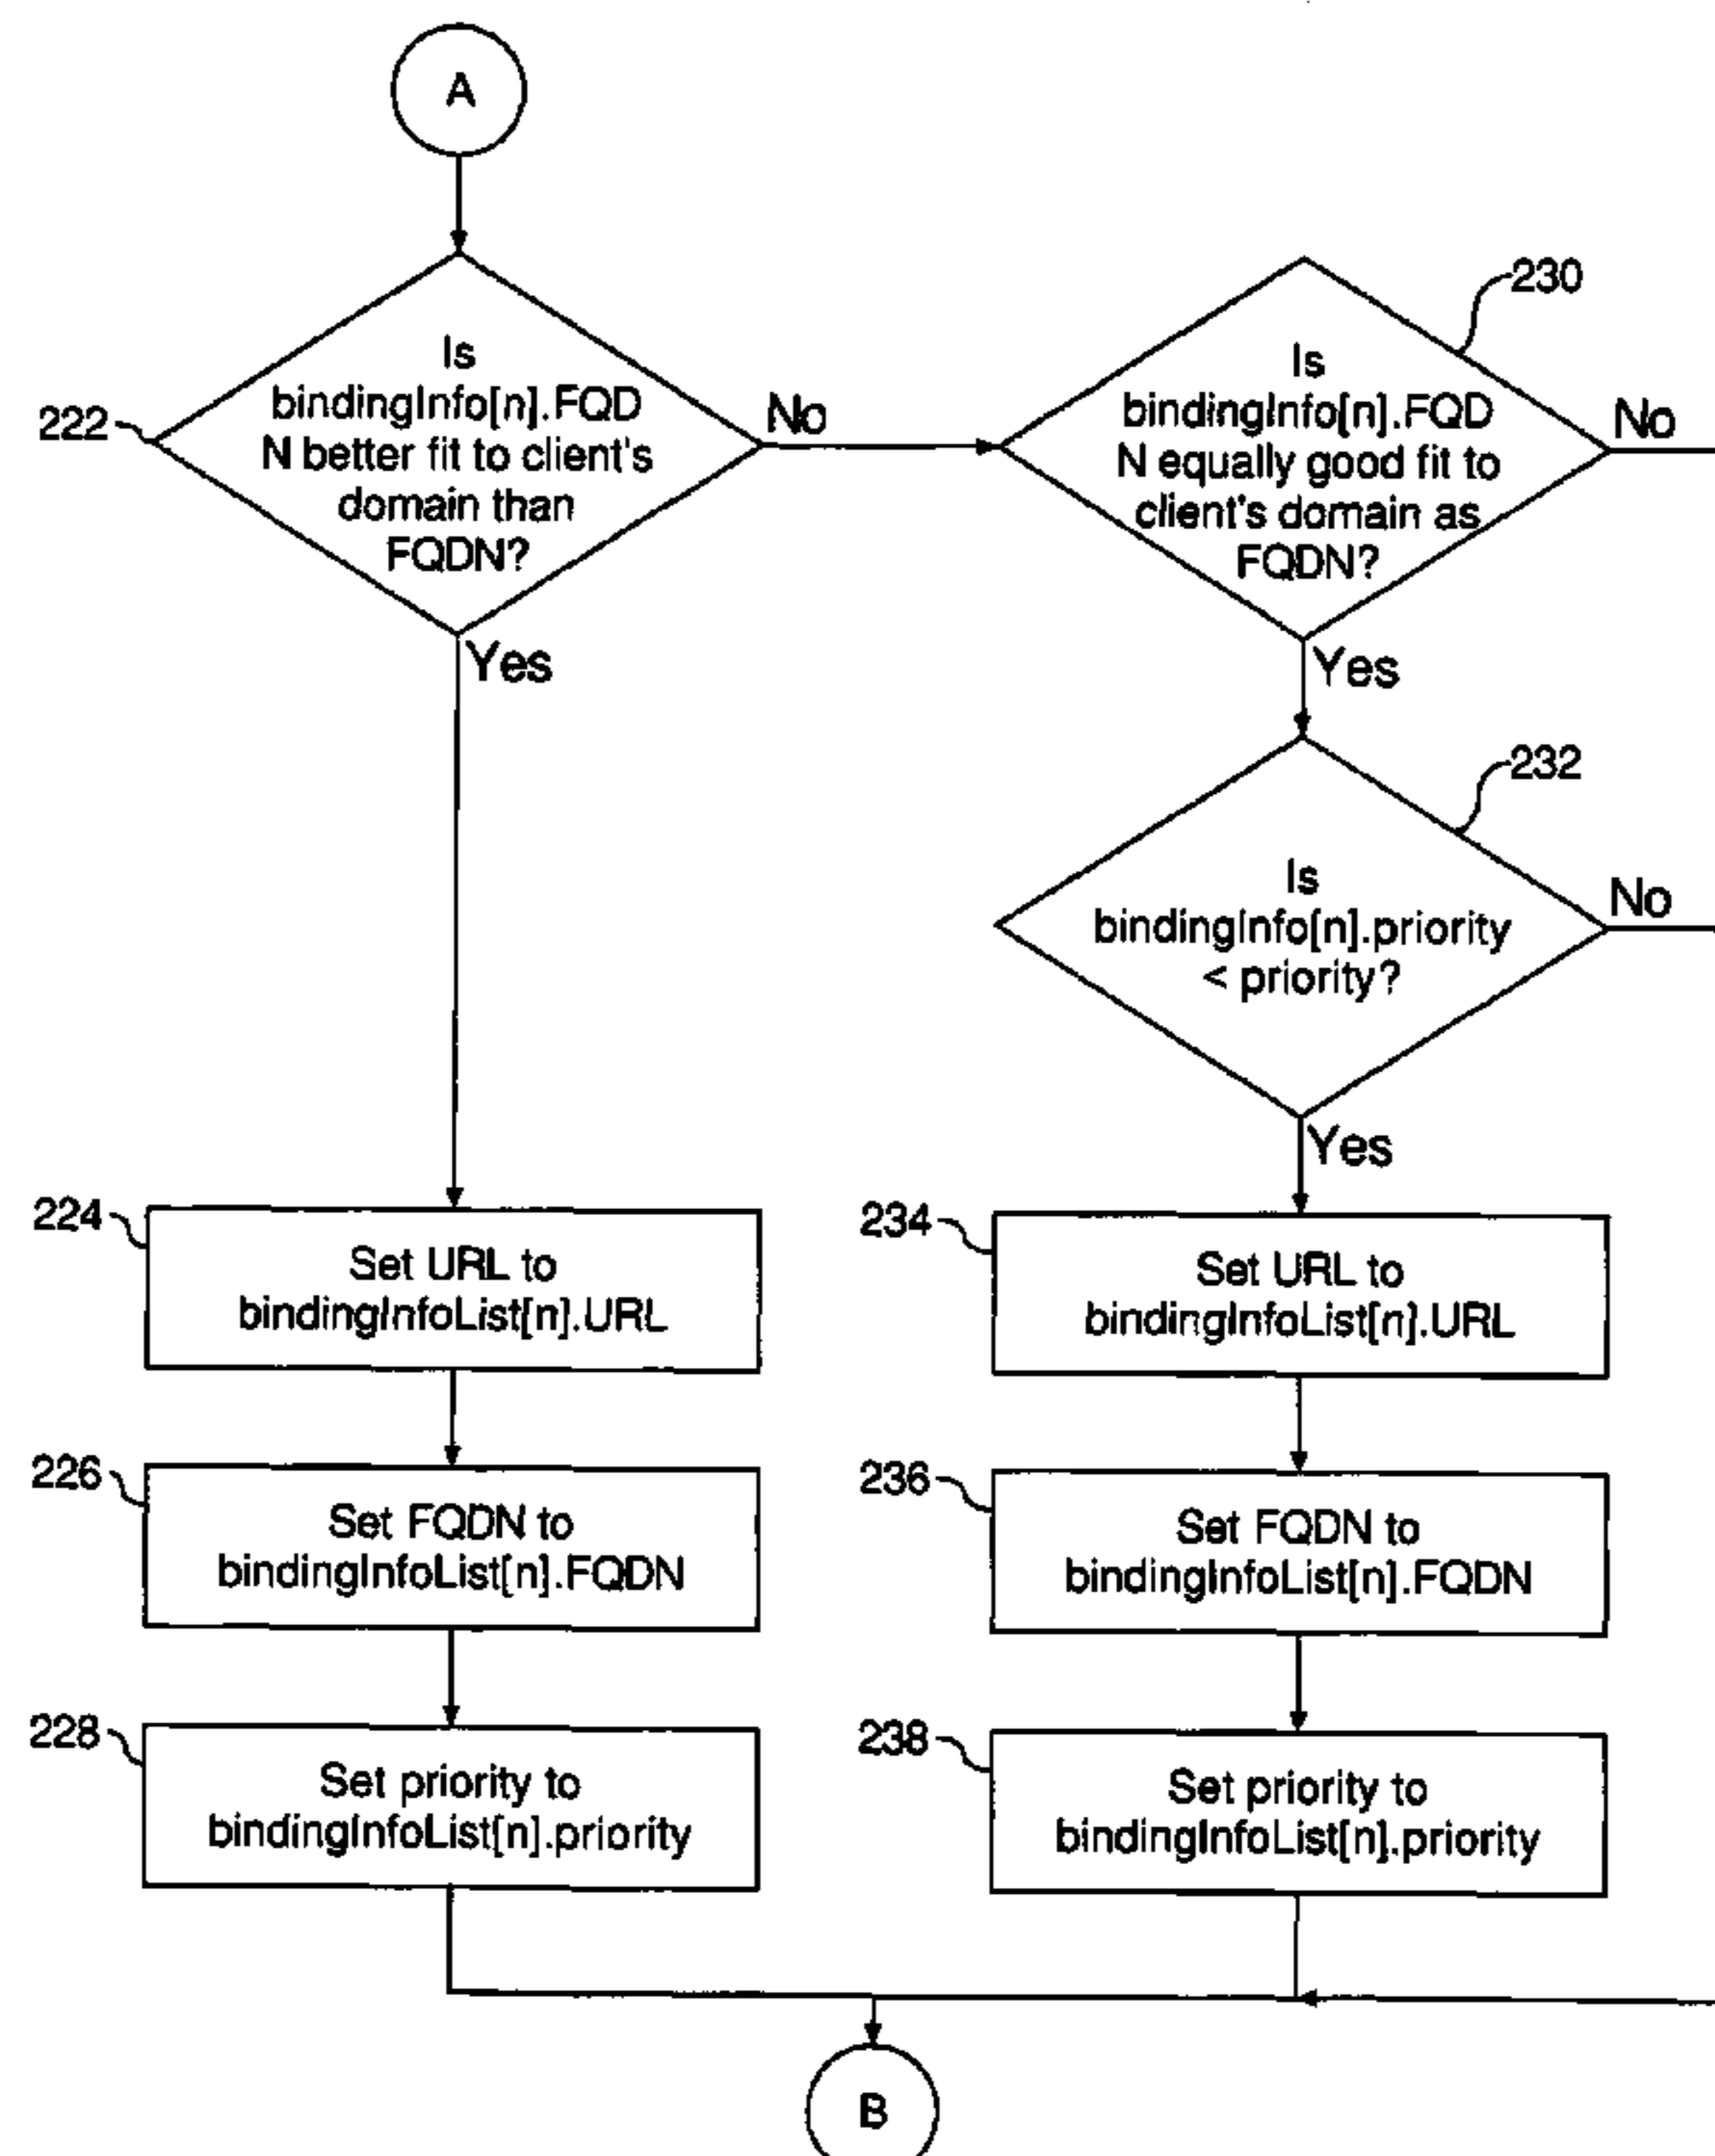 A
222
Is
bindingInfo[n].FQD
N better fit to client's
domain than
FQDN?
No
Yes
230
Is
bindingInfo[n].FQD
N equally good fit to
client's domain as
FQDN?
No
Yes
232
Is
bindingInfo[n].priority
< priority?
No
Yes
224
Set URL to
bindingInfoList[n].URL
234
Set URL to
bindingInfoList[n].URL
226
Set FQDN to
bindingInfoList[n].FQDN
236
Set FQDN to
bindingInfoList[n].FQDN
228
Set priority to
bindingInfoList[n].priority
238
Set priority to
bindingInfoList[n].priority
B